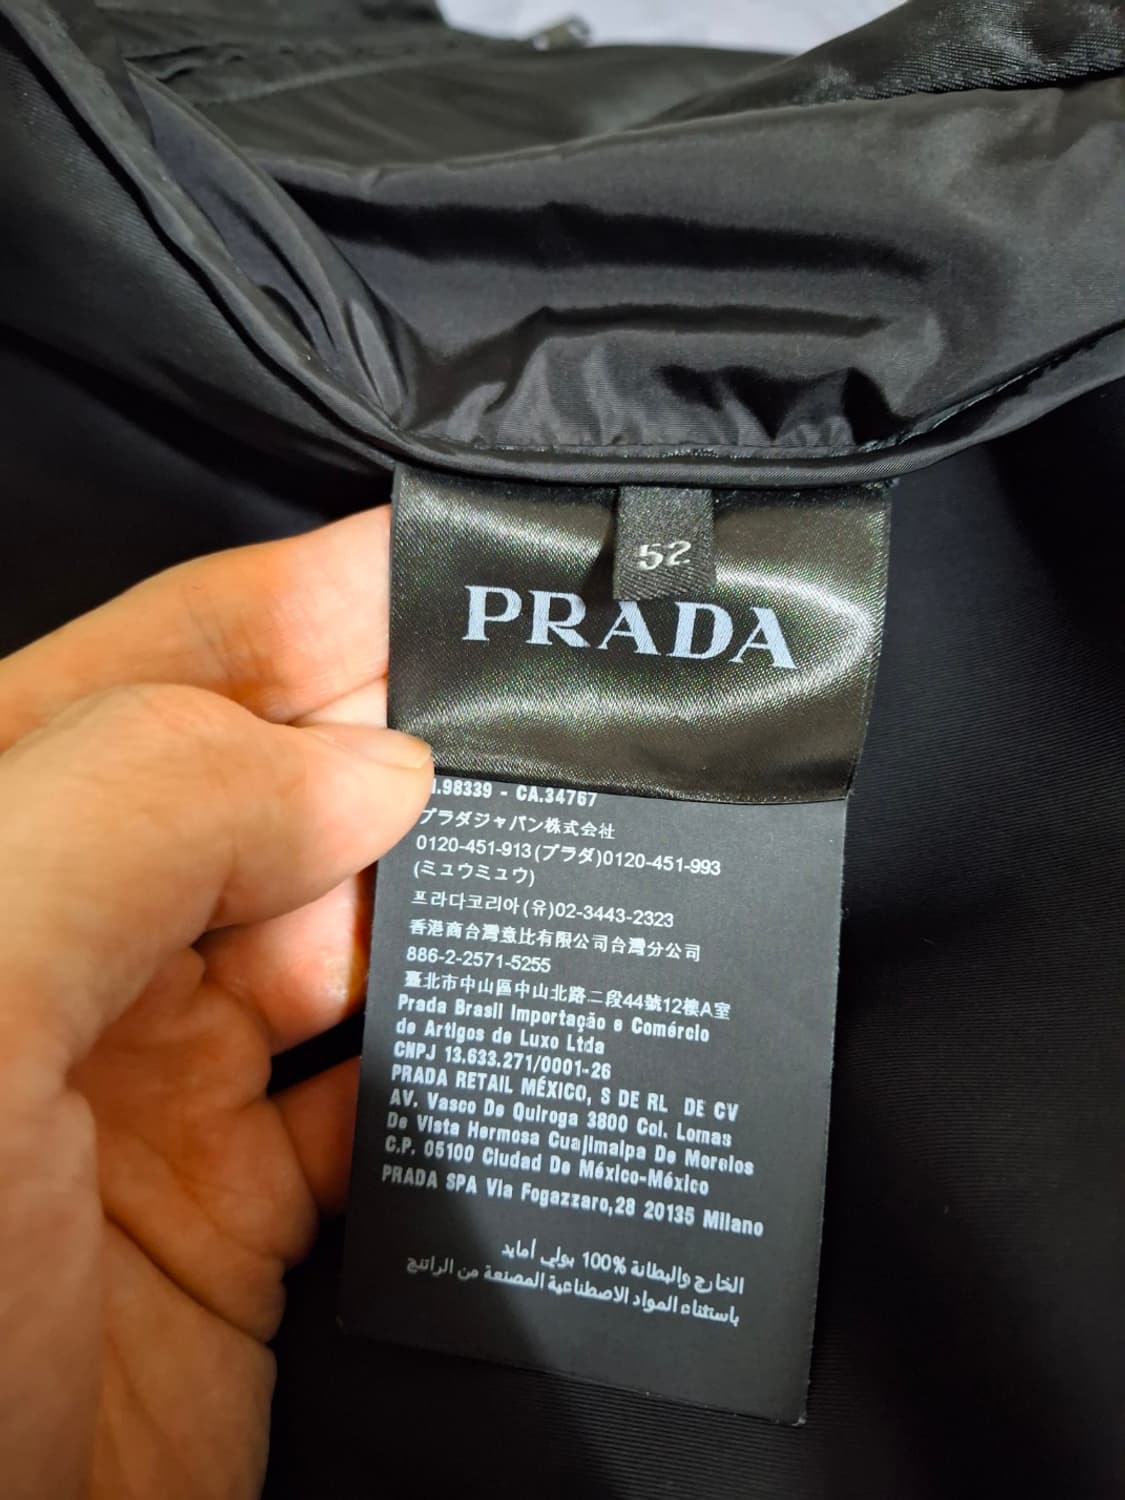 52
PRADA
.98339 - CA.34767
プラダジャパン株式会社
0120-451-913(プラダ)0120-451-993
(ミュウミュウ)
프라다코리아(유)02-3443-2323
香港商台灣意比有限公司台灣分公司
886-2-2571-5255
臺北市中山區中山北路二段44號12樓A室
Prada Brasil Importação e Comércio
de Artigos de Luxo Ltda
CNPJ 13.633.271/0001-26
PRADA RETAIL MÉXICO, S DE RL DE CV
AV. Vasco De Quiroga 3800 Col. Lomas
De Vista Hermosa Cuajimalpa De Morelos
C.P. 05100 Ciudad De México-México
PRADA SPA Via Fogazzaro,28 20135 Milano
الخارج والبطانة %100 بولي أمايد
باستثناء المواد الاصطناعية المصنعة من الراتنج